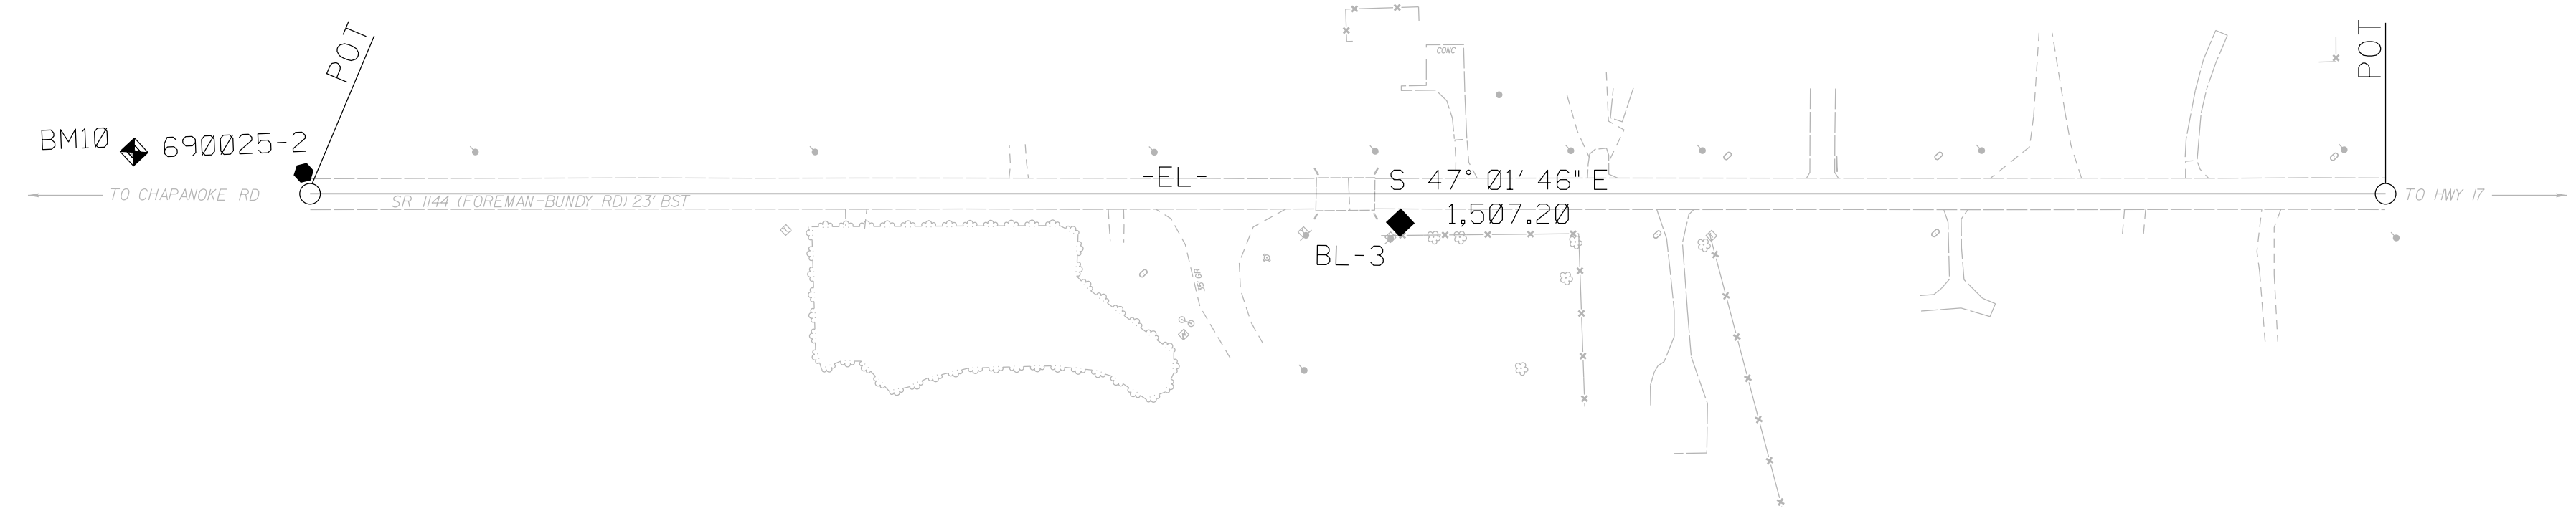 POT
POT
CONC
BM10
690025-2
-EL-
S 47° 01' 46" E
TO CHAPANOKE RD
SR 1144 (FOREMAN-BUNDY RD) 23' BST
TO HWY 17
1,507.20
BL-3